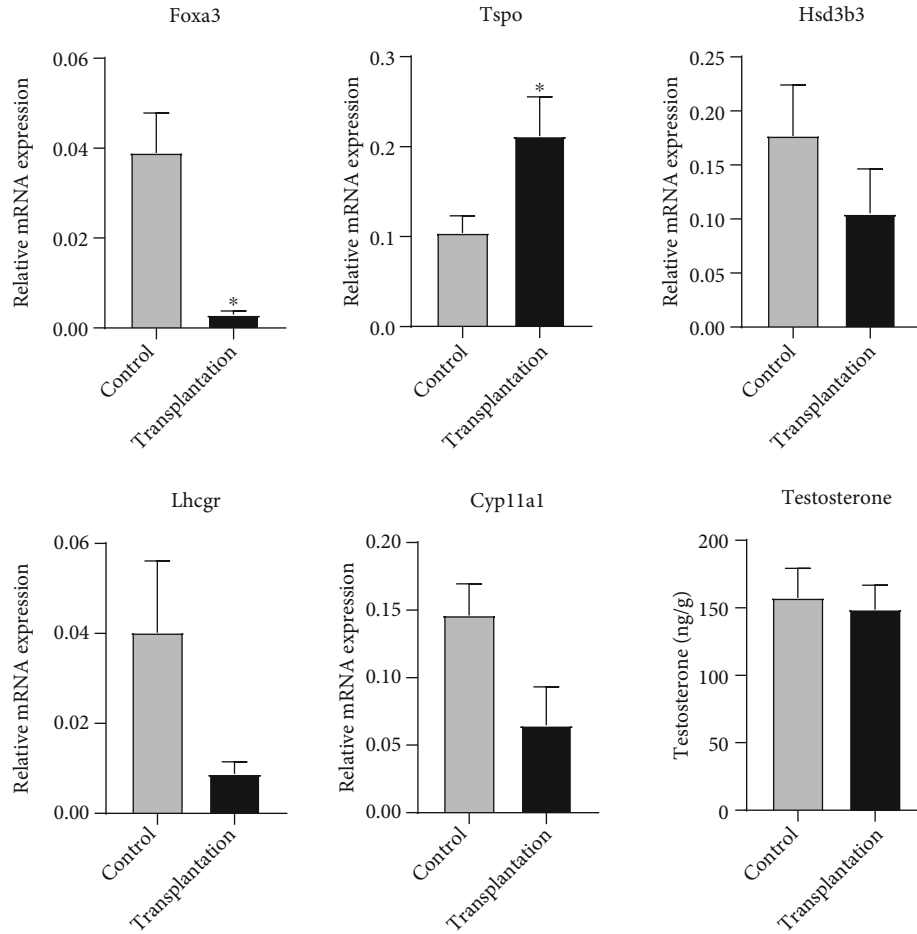 Foxa3
Relative mRNA expression
0.06
0.04
0.02
0.00
*
Control
Transplantation
Tspo
Relative mRNA expression
0.3
0.2
0.1
0.0
*
Control
Transplantation
Hsd3b3
Relative mRNA expression
0.25
0.20
0.15
0.10
0.05
0.00
Control
Transplantation
Lhcgr
Relative mRNA expression
0.06
0.04
0.02
0.00
Control
Transplantation
Cyp11a1
Relative mRNA expression
0.20
0.15
0.10
0.05
0.00
Control
Transplantation
Testosterone
Testosterone (ng/g)
200
150
100
50
0
Control
Transplantation